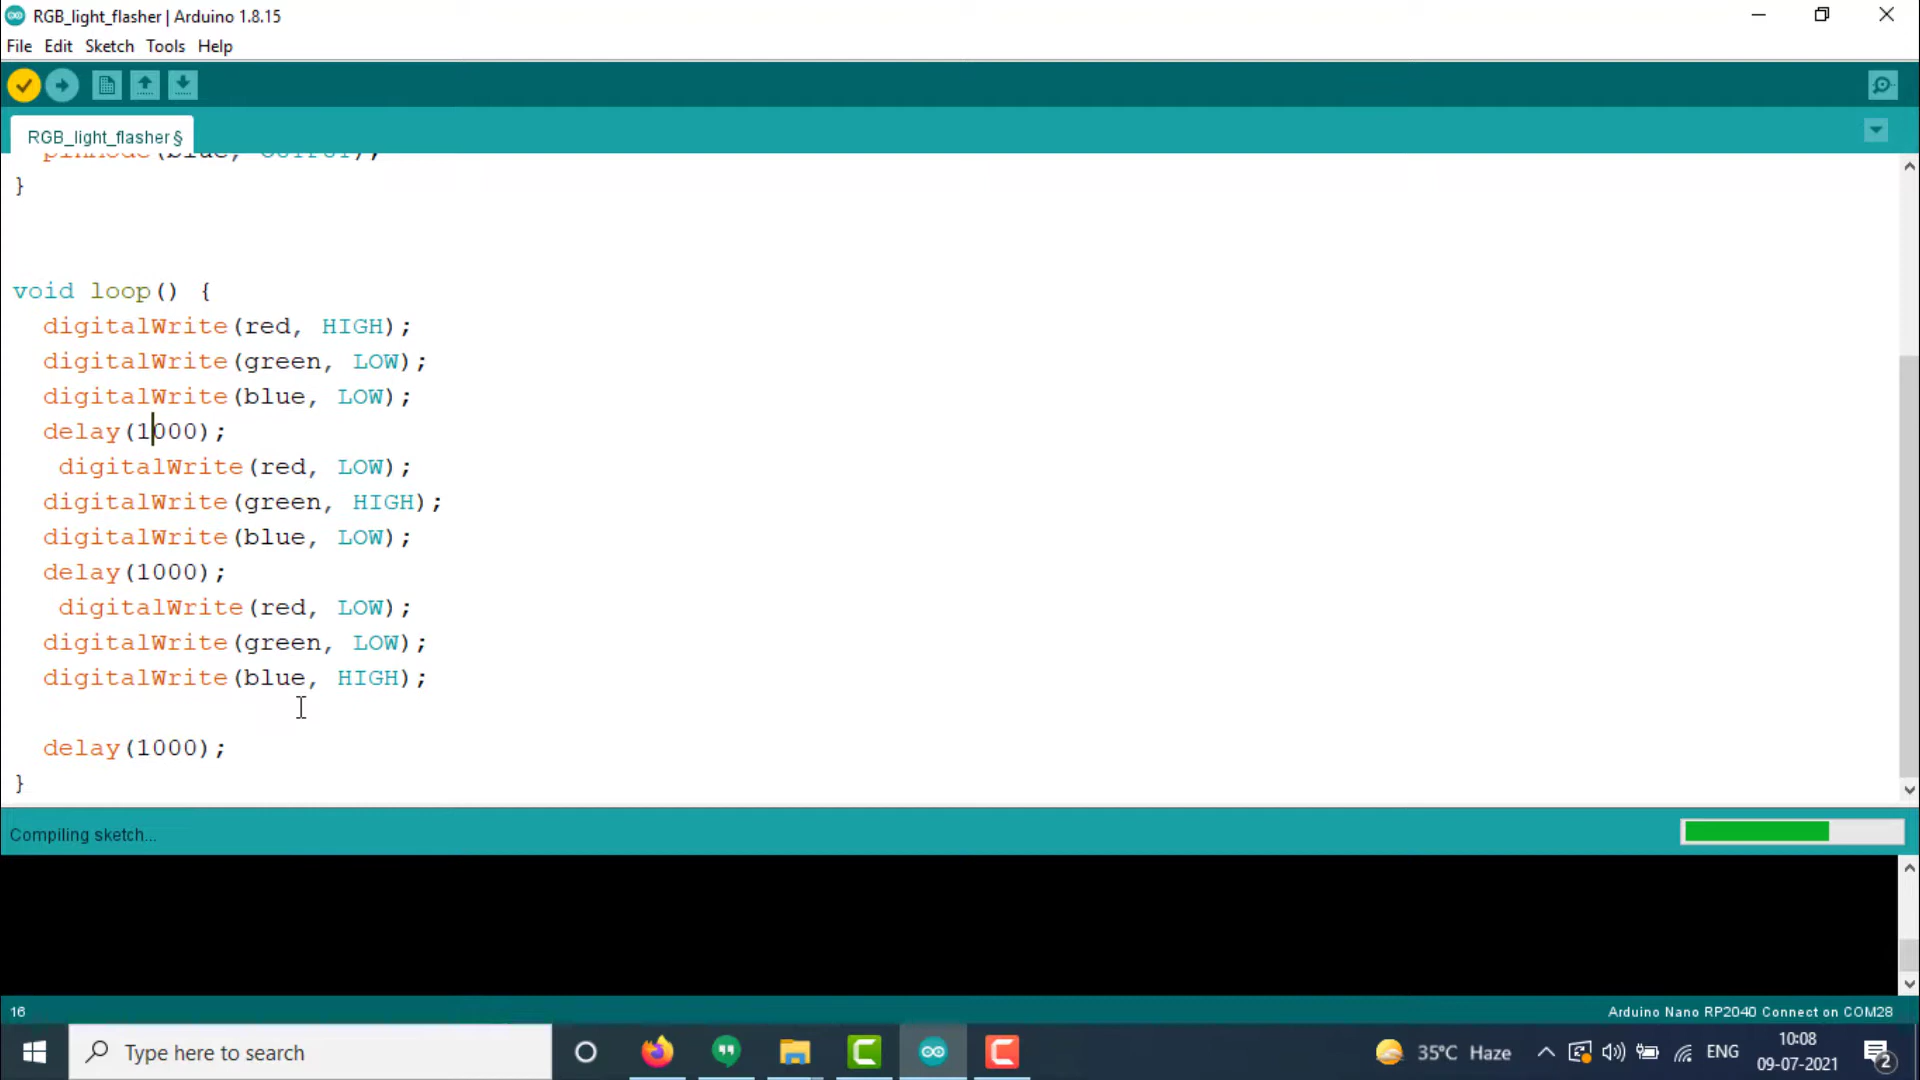 RGB_light_flasher | Arduino 1.8.15
File Edit Sketch Tools Help
RGB_light_flasher §
pinMode(blue, OUTPUT);
}
void loop() {
digitalWrite(red, HIGH);
digitalWrite(green, LOW);
digitalWrite(blue, LOW);
delay(1000);
digitalWrite(red, LOW);
digitalWrite(green, HIGH);
digitalWrite(blue, LOW);
delay(1000);
digitalWrite(red, LOW);
digitalWrite(green, LOW);
digitalWrite(blue, HIGH);
delay(1000);
}
Compiling sketch...
16
Arduino Nano RP2040 Connect on COM28
Type here to search
35°C Haze
ENG
10:08
09-07-2021
2